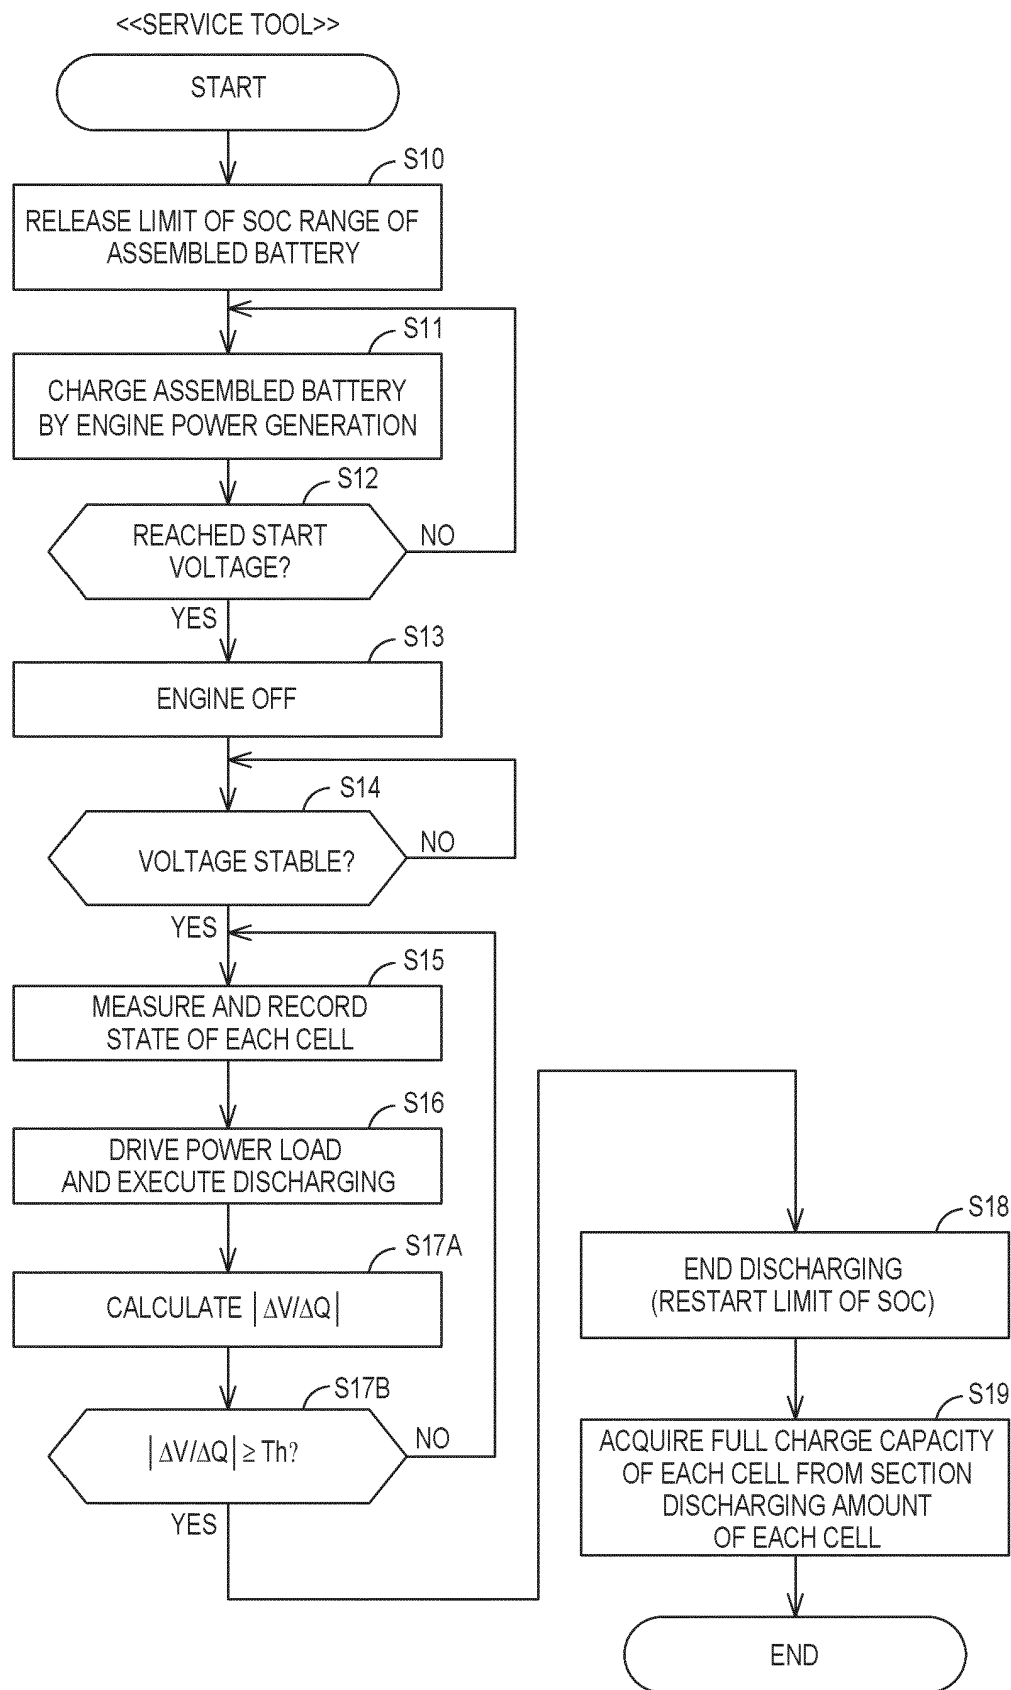 <<SERVICE TOOL>>
START
S10
RELEASE LIMIT OF SOC RANGE OF
ASSEMBLED BATTERY
S11
CHARGE ASSEMBLED BATTERY
BY ENGINE POWER GENERATION
S12
REACHED START
VOLTAGE?
NO
YES
S13
ENGINE OFF
S14
VOLTAGE STABLE?
NO
YES
S15
MEASURE AND RECORD
STATE OF EACH CELL
S16
DRIVE POWER LOAD
AND EXECUTE DISCHARGING
S17A
CALCULATE |ΔV/ΔQ|
S17B
|ΔV/ΔQ| ≥ Th?
NO
YES
S18
END DISCHARGING
(RESTART LIMIT OF SOC)
S19
ACQUIRE FULL CHARGE CAPACITY
OF EACH CELL FROM SECTION
DISCHARGING AMOUNT
OF EACH CELL
END